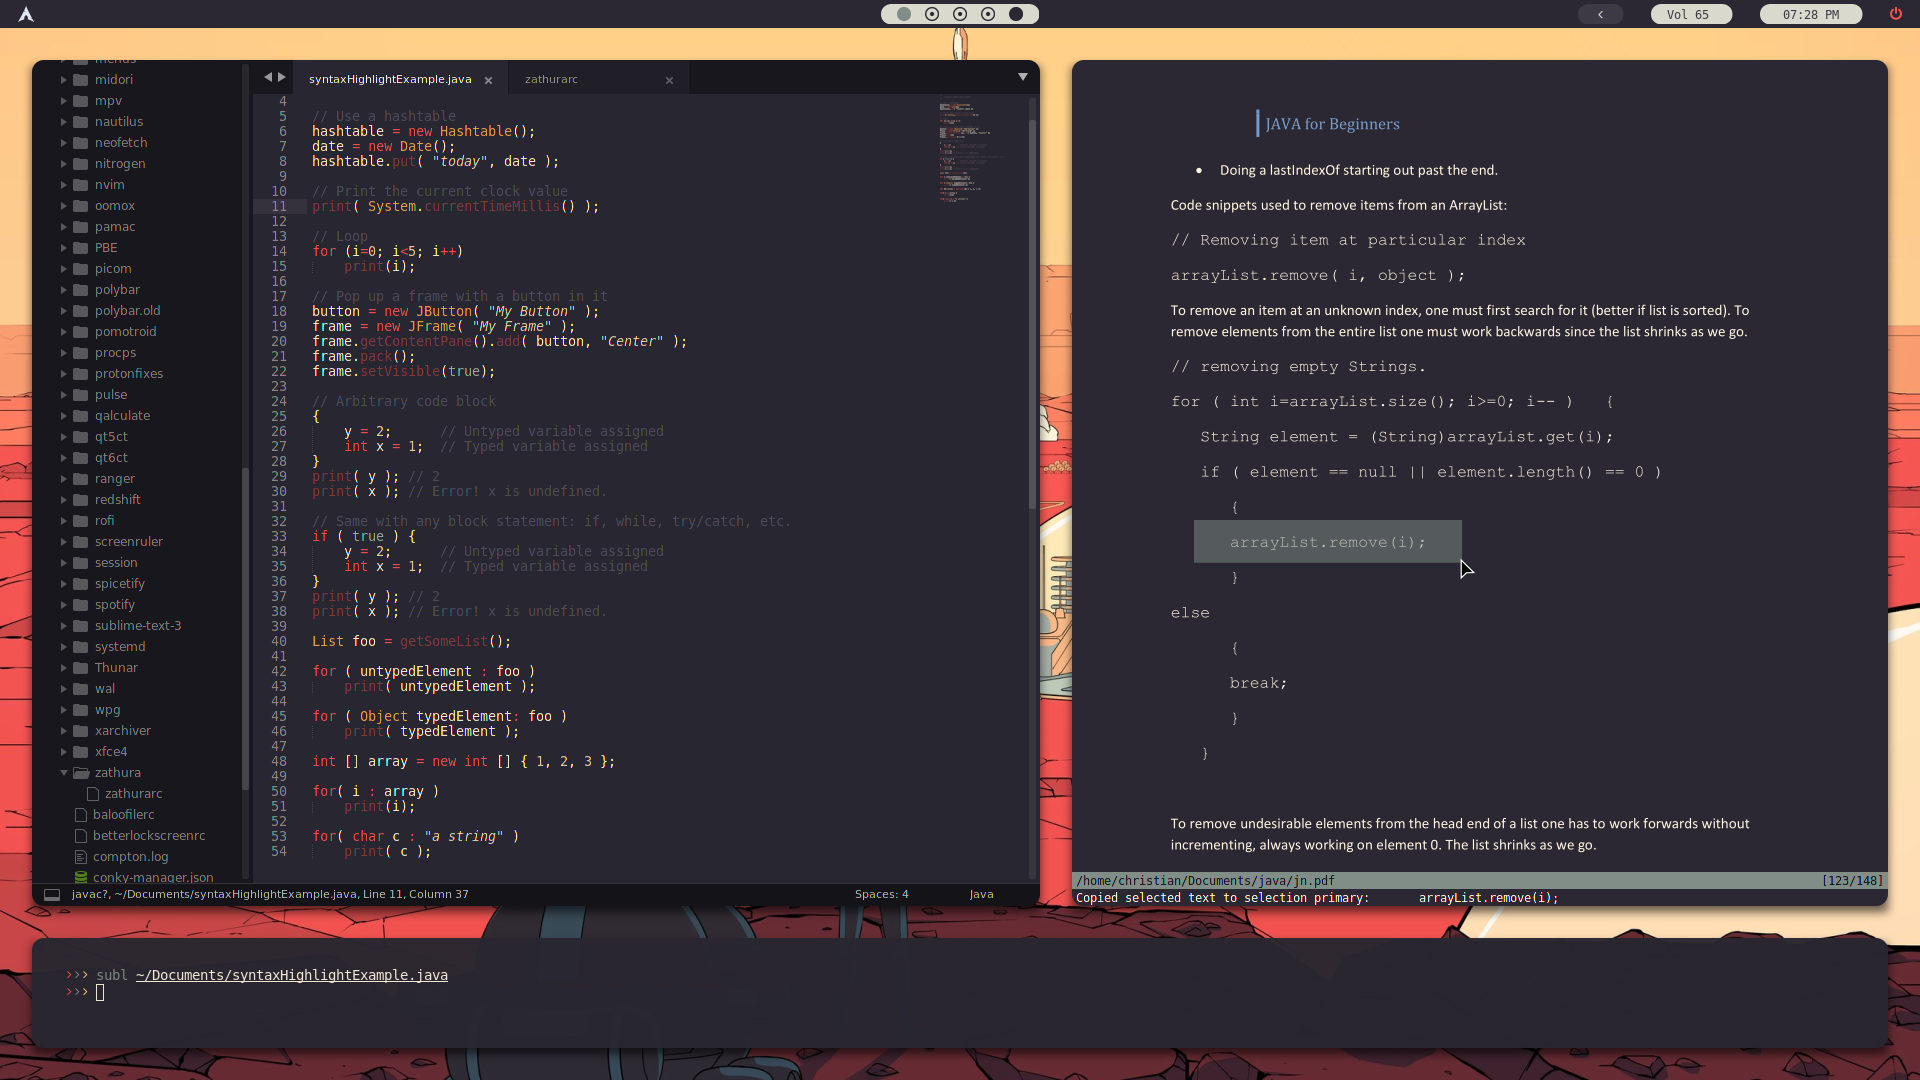 Vol 65
07:28 PM
menus
midori
mpv
nautilus
neofetch
nitrogen
nvim
oomox
pamac
PBE
picom
polybar
polybar.old
pomotroid
procps
protonfixes
pulse
qalculate
qt5ct
qt6ct
ranger
redshift
rofi
screenruler
session
spicetify
spotify
sublime-text-3
systemd
Thunar
wal
wpg
xarchiver
xfce4
zathura
zathurarc
baloofilerc
betterlockscreenrc
compton.log
conky-manager.json
syntaxHighlightExample.java ×
zathurarc ×
4
5 // Use a hashtable
6 hashtable = new Hashtable();
7 date = new Date();
8 hashtable.put( "today", date );
9
10 // Print the current clock value
11 print( System.currentTimeMillis() );
12
13 // Loop
14 for (i=0; i<5; i++)
15 print(i);
16
17 // Pop up a frame with a button in it
18 button = new JButton( "My Button" );
19 frame = new JFrame( "My Frame" );
20 frame.getContentPane().add( button, "Center" );
21 frame.pack();
22 frame.setVisible(true);
23
24 // Arbitrary code block
25 {
26 y = 2; // Untyped variable assigned
27 int x = 1; // Typed variable assigned
28 }
29 print( y ); // 2
30 print( x ); // Error! x is undefined.
31
32 // Same with any block statement: if, while, try/catch, etc.
33 if ( true ) {
34 y = 2; // Untyped variable assigned
35 int x = 1; // Typed variable assigned
36 }
37 print( y ); // 2
38 print( x ); // Error! x is undefined.
39
40 List foo = getSomeList();
41
42 for ( untypedElement : foo )
43 print( untypedElement );
44
45 for ( Object typedElement: foo )
46 print( typedElement );
47
48 int [] array = new int [] { 1, 2, 3 };
49
50 for( i : array )
51 print(i);
52
53 for( char c : "a string" )
54 print( c );
javac?, ~/Documents/syntaxHighlightExample.java, Line 11, Column 37
Spaces: 4
Java
JAVA for Beginners
• Doing a lastIndexOf starting out past the end.
Code snippets used to remove items from an ArrayList:
// Removing item at particular index
arrayList.remove( i, object );
To remove an item at an unknown index, one must first search for it (better if list is sorted). To
remove elements from the entire list one must work backwards since the list shrinks as we go.
// removing empty Strings.
for ( int i=arrayList.size(); i>=0; i-- ) {
String element = (String)arrayList.get(i);
if ( element == null || element.length() == 0 )
{
arrayList.remove(i);
}
else
{
break;
}
}
To remove undesirable elements from the head end of a list one has to work forwards without
incrementing, always working on element 0. The list shrinks as we go.
/home/christian/Documents/java/jn.pdf [123/148]
Copied selected text to selection primary: arrayList.remove(i);
>>> subl ~/Documents/syntaxHighlightExample.java
>>>